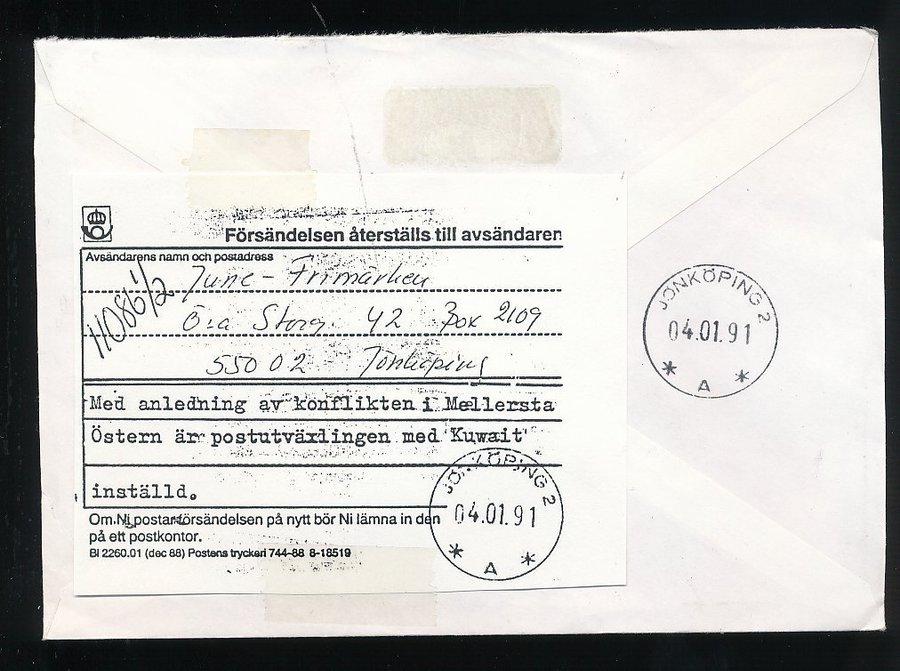 Försändelsen återställs till avsändaren
Avsändarens namn och postadress
11086 1/2
June - Frimärken
Ö:a Storg. 42 Box 2109
550 02 Jönköping
Med anledning av konflikten i Mellersta
Östern är postutväxlingen med Kuwait
inställd.
Om Ni postar försändelsen på nytt bör Ni lämna in den
på ett postkontor.
Bl 2260.01 (dec 88) Postens tryckeri 744-88 8-18519
JÖNKÖPING 2
04.01.91
* A *
JÖNKÖPING 2
04.01.91
* A *